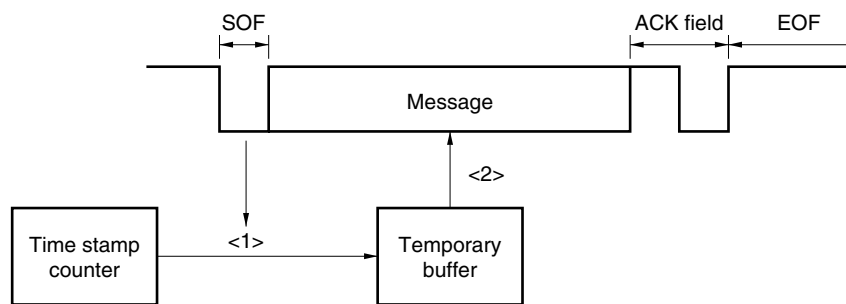 SOF
ACK field
EOF
Message
<2>
<1>
Time stamp
counter
Temporary
buffer